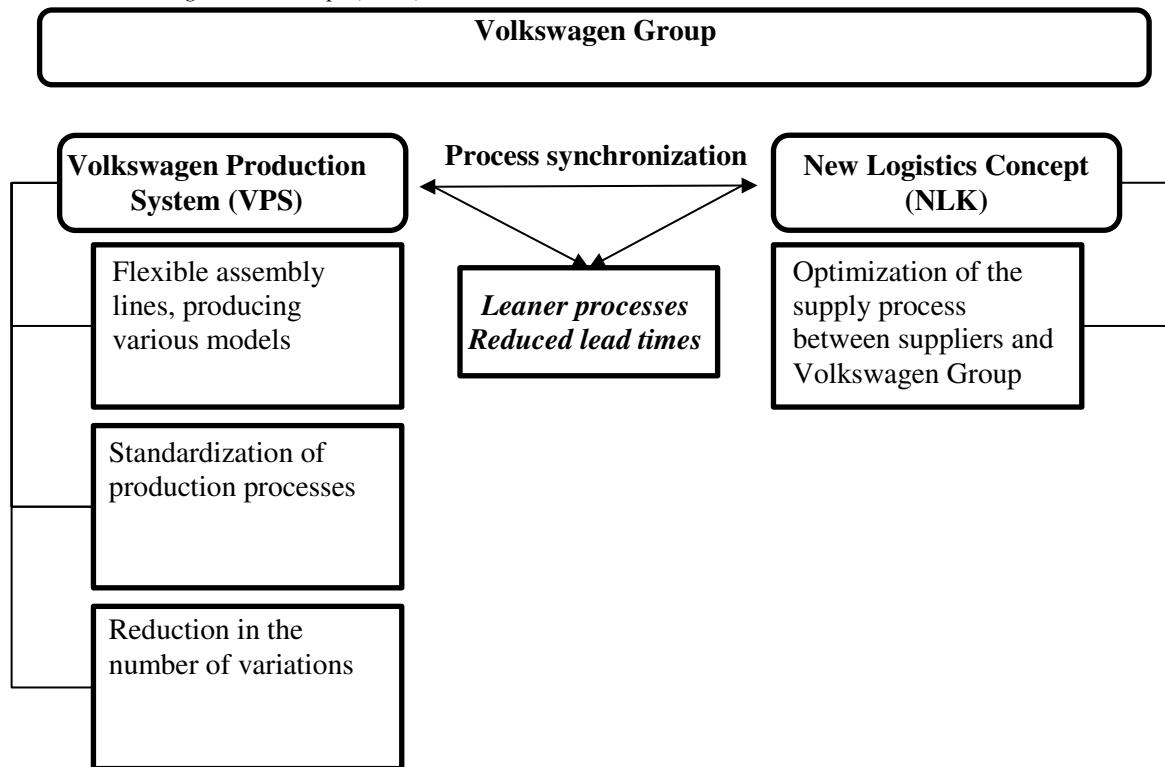 Volkswagen Group
Volkswagen Production
System (VPS)
Process synchronization
New Logistics Concept
(NLK)
Flexible assembly
lines, producing
various models
Leaner processes
Reduced lead times
Optimization of the
supply process
between suppliers and
Volkswagen Group
Standardization of
production processes
Reduction in the
number of variations